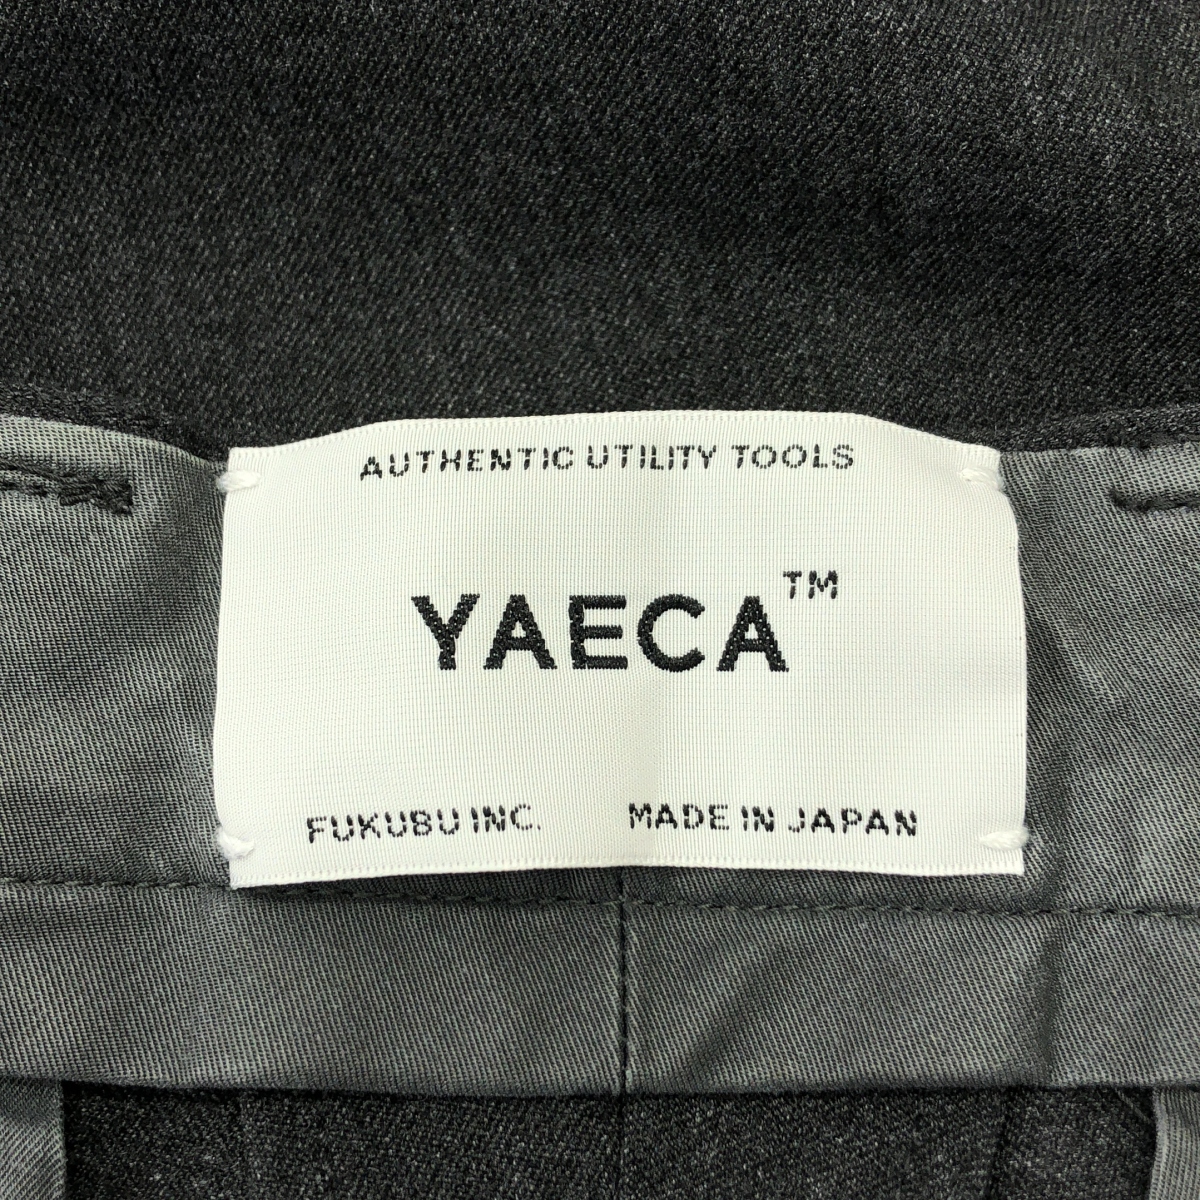 AUTHENTIC UTILITY TOOLS
YAECA™
FUKUBU INC. MADE IN JAPAN